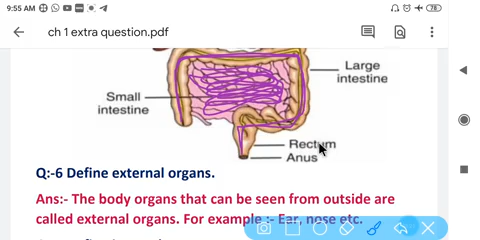 9:55 AM
78
ch 1 extra question.pdf
Large
intestine
Small
intestine
Rectum
Anus
Q:-6 Define external organs.
Ans:- The body organs that can be seen from outside are
called external organs. For example :- Ear, nose etc.